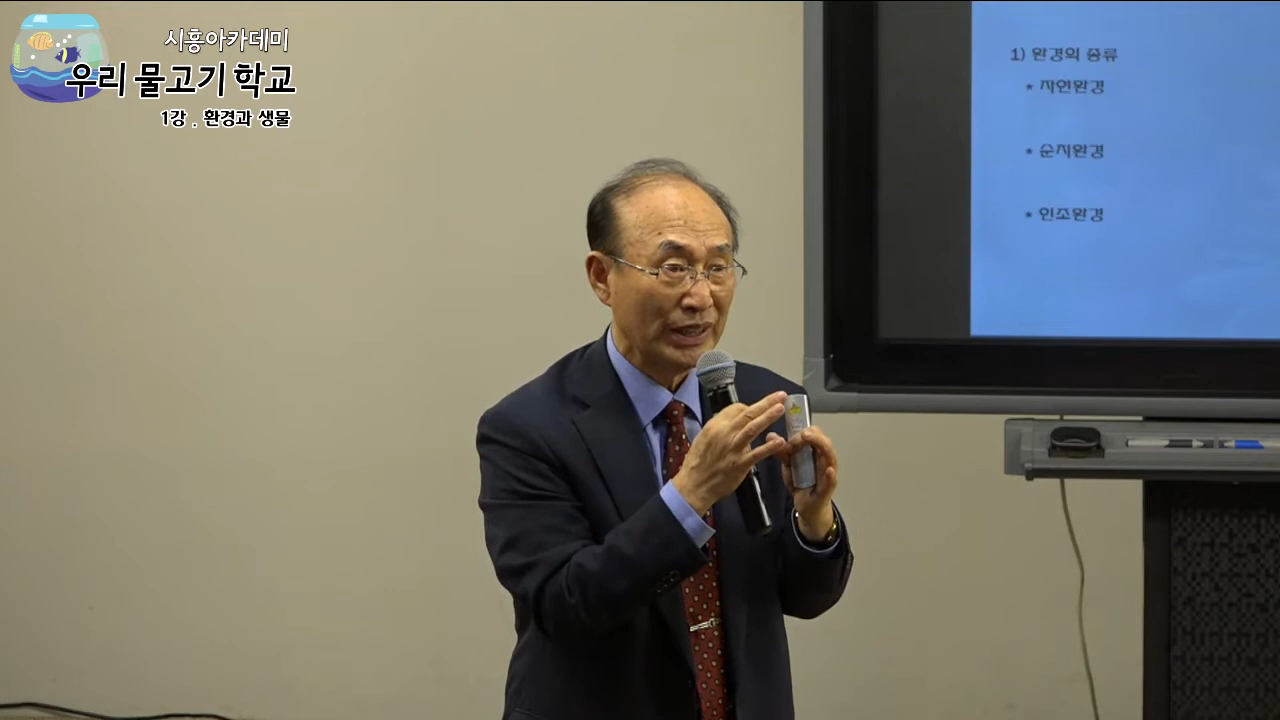 시흥아카데미
우리 물고기 학교
1강 . 환경과 생물
1) 환경의 종류
* 자연환경
* 순치환경
* 인조환경